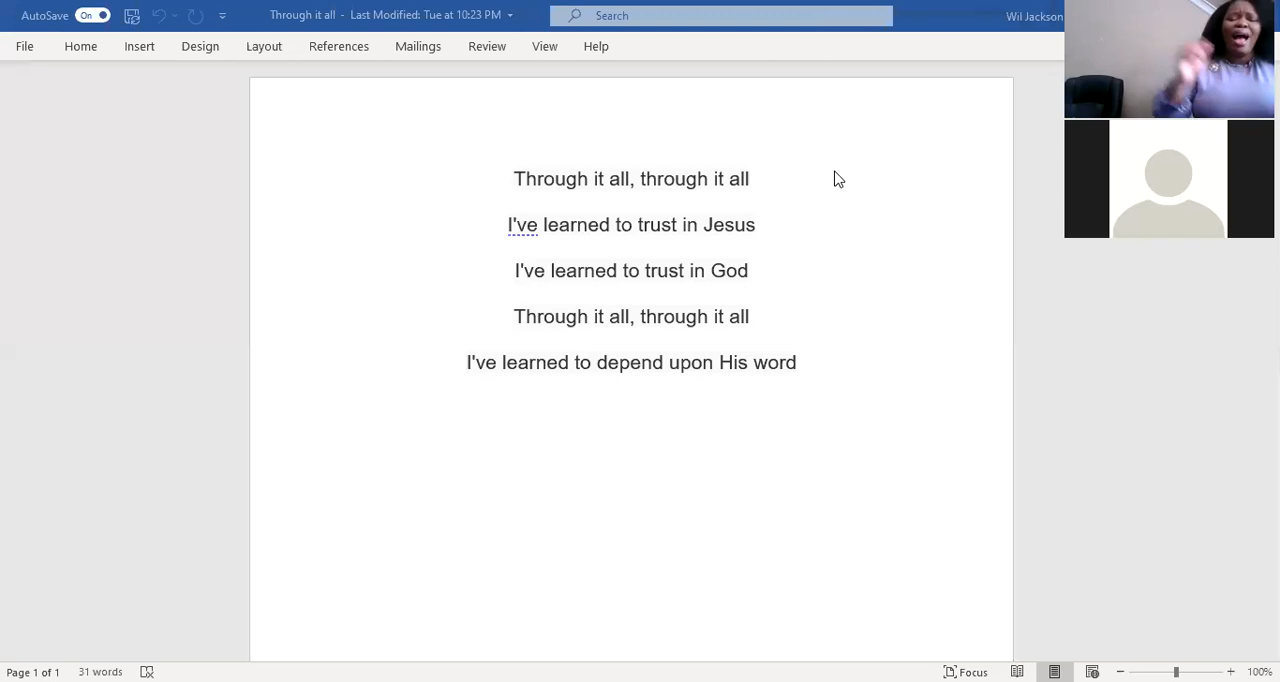 AutoSave On Through it all - Last Modified: Tue at 10:23 PM Search Wil Jackson
File Home Insert Design Layout References Mailings Review View Help
Through it all, through it all
I've learned to trust in Jesus
I've learned to trust in God
Through it all, through it all
I've learned to depend upon His word
Page 1 of 1 31 words Focus 100%